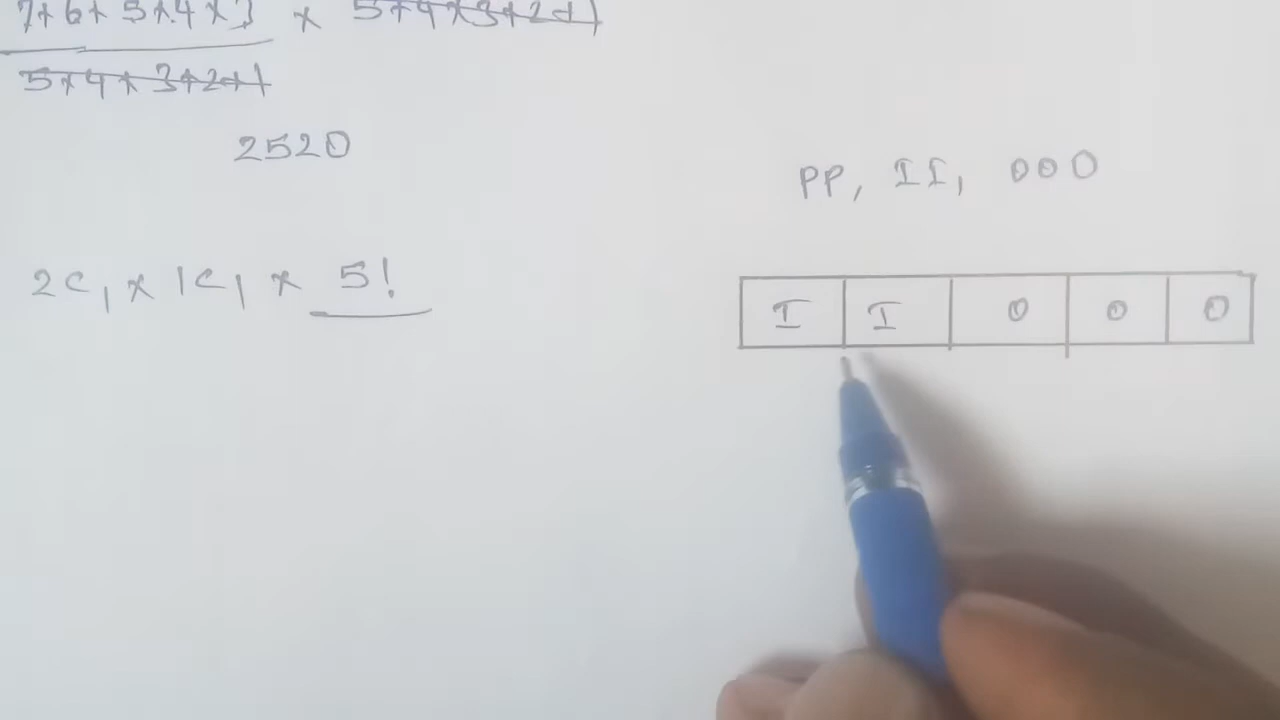 7×6×5×4×3 × 5×4×3×2×1
5×4×3×2×1
2520
PP, II, OOO
2C1 × 1C1 × 5!
I I O O O